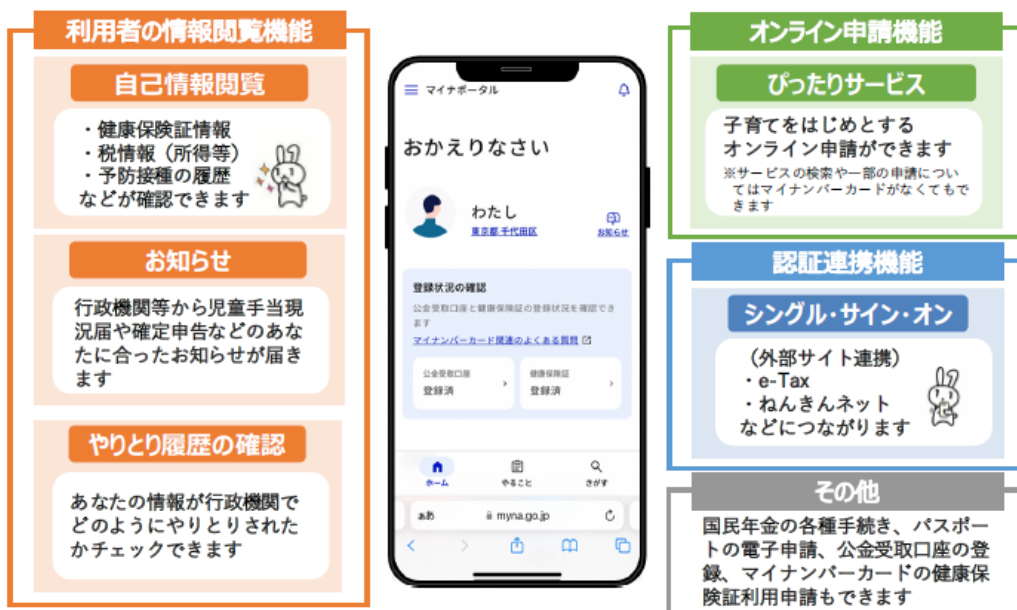 利用者の情報閲覧機能
自己情報閲覧
・健康保険証情報
・税情報（所得等）
・予防接種の履歴
などが確認できます
お知らせ
行政機関等から児童手当現
況届や確定申告などのあな
たに合ったお知らせが届き
ます
やりとり履歴の確認
あなたの情報が行政機関で
どのようにやりとりされた
かチェックできます
マイナポータル
おかえりなさい
わたし
東京都 千代田区
お知らせ
登録状況の確認
公金受取口座と健康保険証の登録状況を確認でき
ます
マイナンバーカード関連のよくある質問
公金受取口座
登録済
健康保険証
登録済
ホーム
やること
さがす
ああ
myna.go.jp
オンライン申請機能
ぴったりサービス
子育てをはじめとする
オンライン申請ができます
※サービスの検索や一部の申請につい
てはマイナンバーカードがなくてもで
きます
認証連携機能
シングル・サイン・オン
（外部サイト連携）
・e-Tax
・ねんきんネット
などにつながります
その他
国民年金の各種手続き、パスポー
トの電子申請、公金受取口座の登
録、マイナンバーカードの健康保
険証利用申請もできます